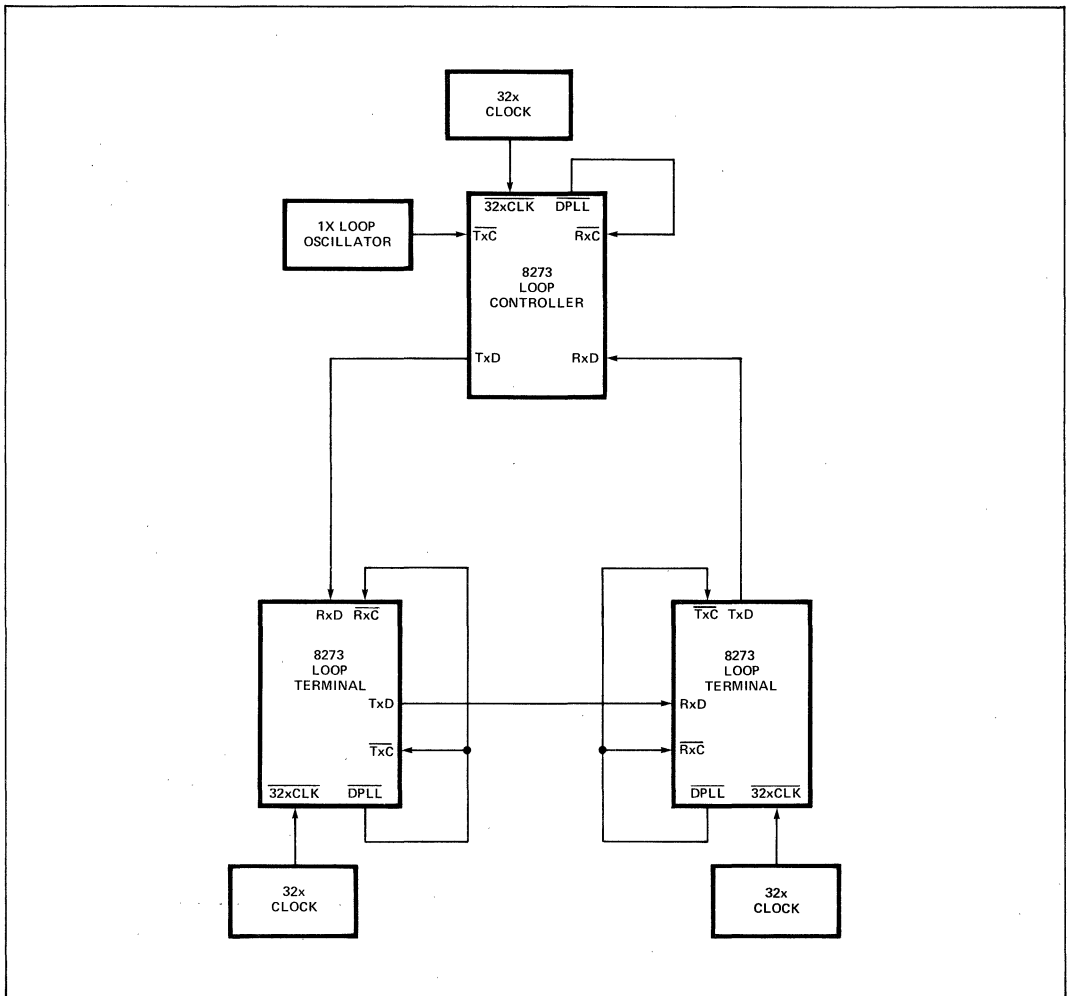 32x
CLOCK
32xCLK DPLL
1X LOOP
OSCILLATOR
TxC RxC
8273
LOOP
CONTROLLER
TxD RxD
RxD RxC
8273
LOOP
TERMINAL
TxD
TxC
32xCLK DPLL
32x
CLOCK
TxC TxD
8273
LOOP
TERMINAL
RxD
RxC
DPLL 32xCLK
32x
CLOCK